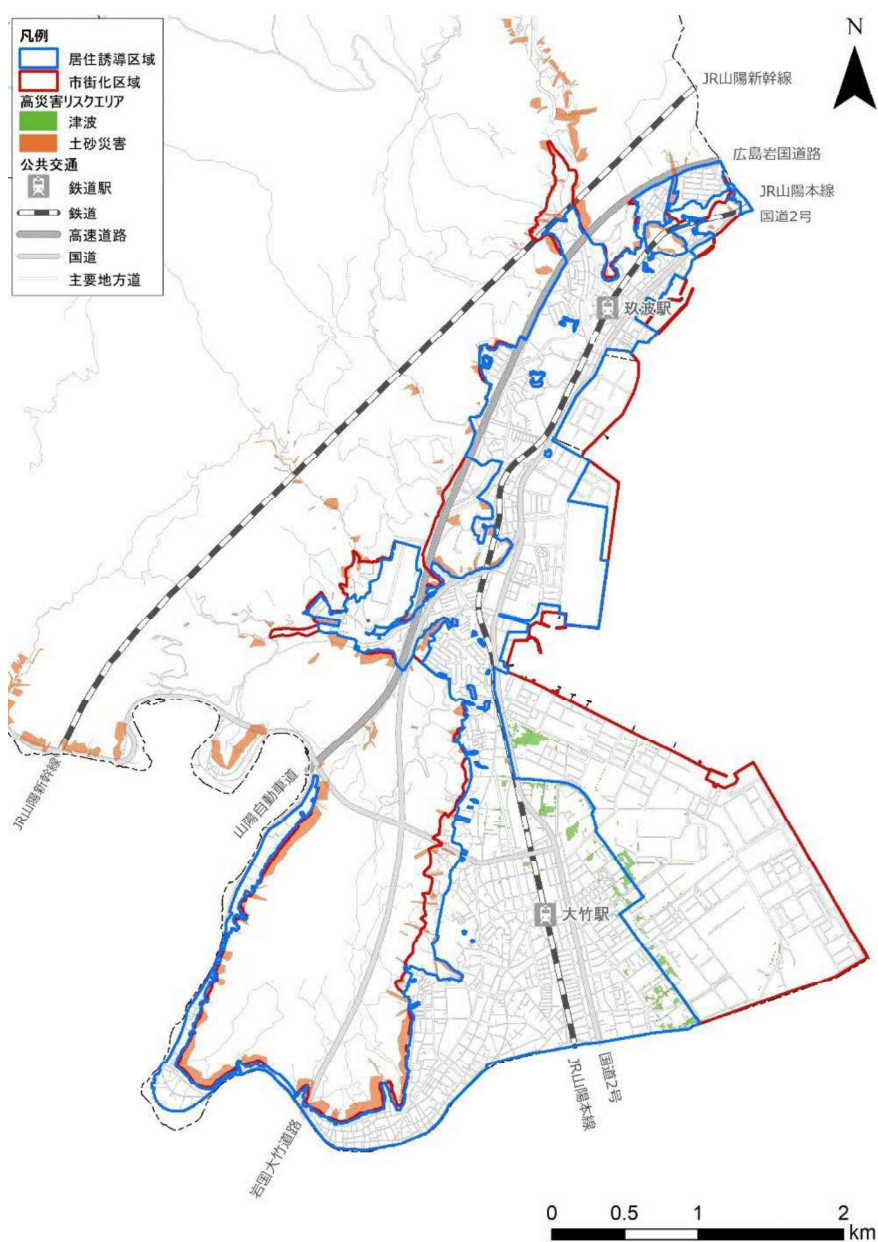 凡例
居住誘導区域
市街化区域
高災害リスクエリア
津波
土砂災害
公共交通
鉄道駅
鉄道
高速道路
国道
主要地方道
N
JR山陽新幹線
広島岩国道路
JR山陽本線
国道2号
玖波駅
JR山陽新幹線
山陽自動車道
大竹駅
岩国大竹道路
JR山陽本線
国道2号
0 0.5 1 2
km